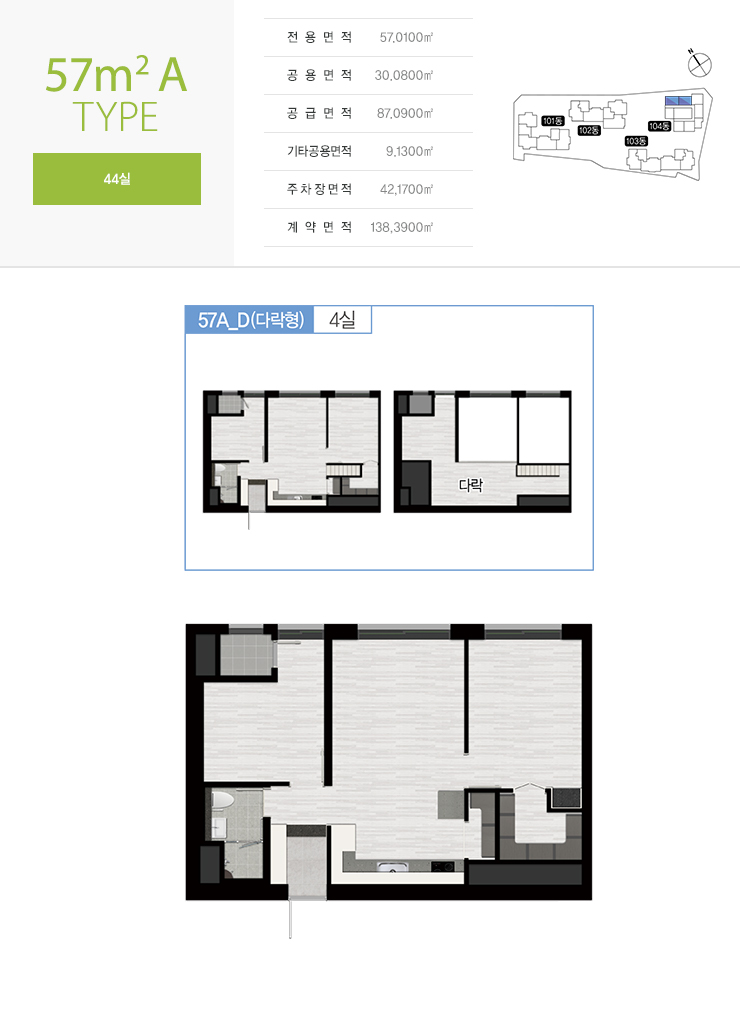 57m² A
TYPE
44실
전용면적 57,0100㎡
공용면적 30,0800㎡
공급면적 87,0900㎡
기타공용면적 9,1300㎡
주차장면적 42,1700㎡
계약면적 138,3900㎡
N
101동
102동
103동
104동
57A_D(다락형) 4실
다락